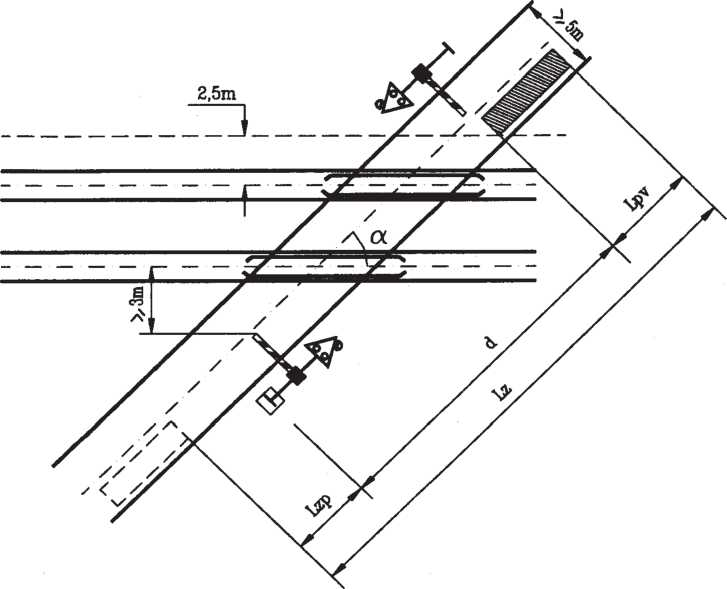 ≥ 5m
2,5m
Lpv
α
≥ 3m
d
Lz
Lzp